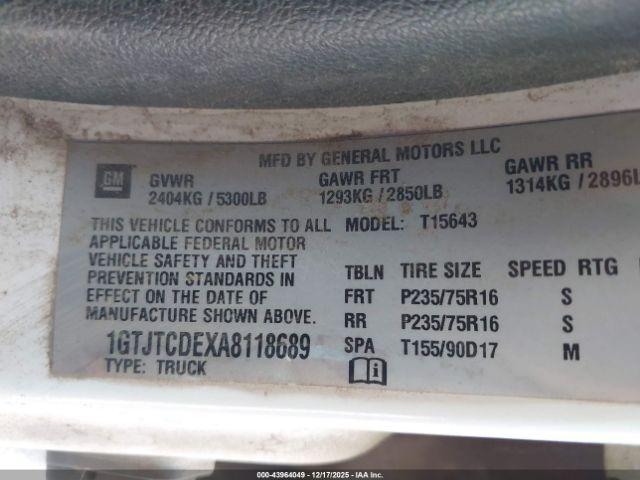 MFD BY GENERAL MOTORS LLC
GM
GVWR
2404KG / 5300LB
GAWR FRT
1293KG / 2850LB
GAWR RR
1314KG / 2896L
THIS VEHICLE CONFORMS TO ALL
APPLICABLE FEDERAL MOTOR
VEHICLE SAFETY AND THEFT
PREVENTION STANDARDS IN
EFFECT ON THE DATE OF
MANUFACTURE SHOWN ABOVE.
1GTJTCDEXA8118689
TYPE: TRUCK
MODEL: T15643
TBLN TIRE SIZE SPEED RTG
FRT P235/75R16 S
RR P235/75R16 S
SPA T155/90D17 M
000-43964049 - 12/17/2025 - IAA Inc.